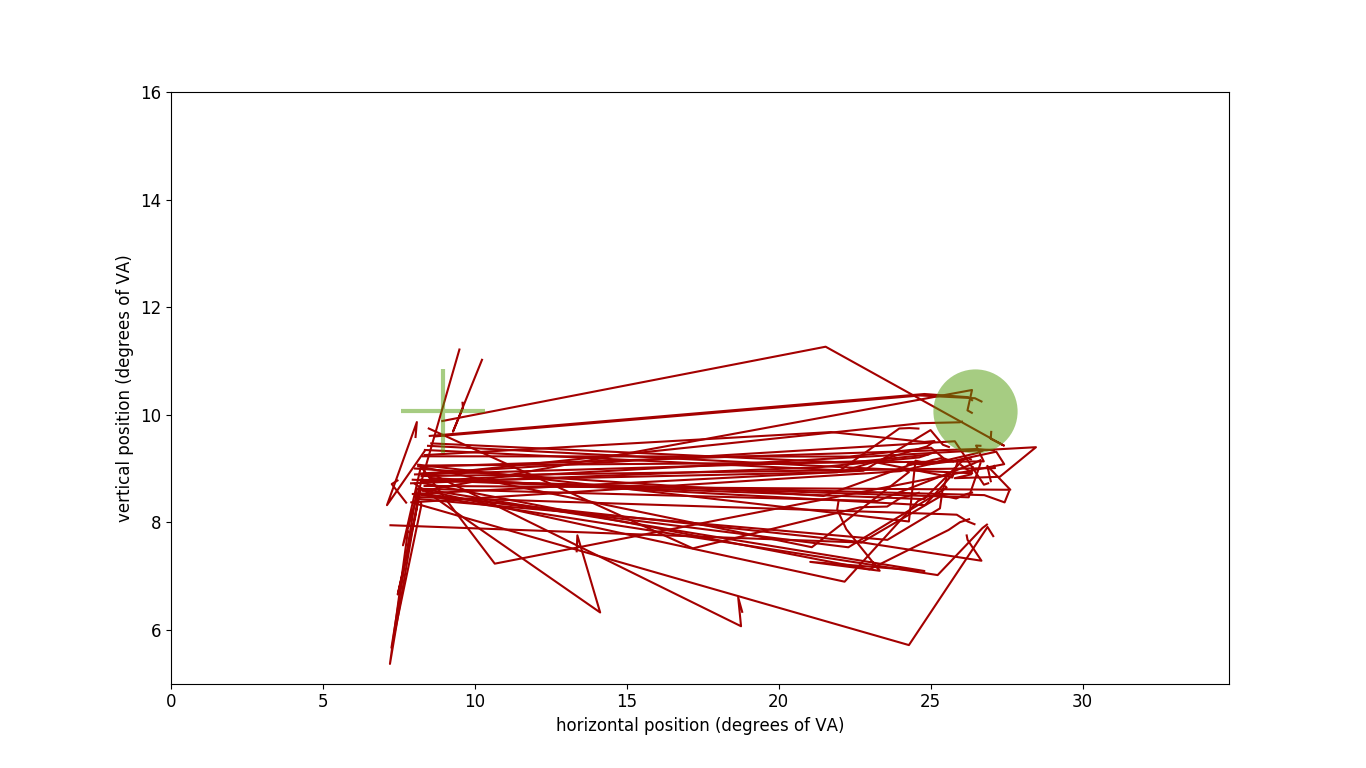 16
14
12
10
8
6
0 5 10 15 20 25 30
vertical position (degrees of VA)
horizontal position (degrees of VA)